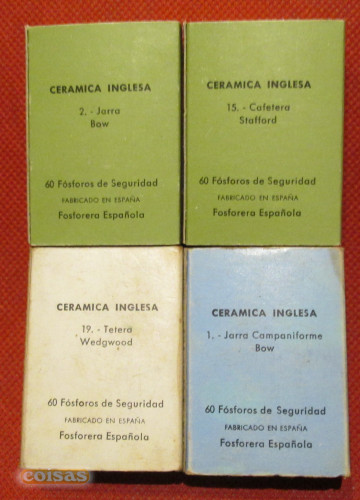 CERAMICA INGLESA
2. - Jarra
Bow
60 Fósforos de Seguridad
FABRICADO EN ESPAÑA
Fosforera Española
CERAMICA INGLESA
15. - Cafetera
Stafford
60 Fósforos de Seguridad
FABRICADO EN ESPAÑA
Fosforera Española
CERAMICA INGLESA
19. - Tetera
Wedgwood
60 Fósforos de Seguridad
FABRICADO EN ESPAÑA
Fosforera Española
CERAMICA INGLESA
1. - Jarra Campaniforme
Bow
60 Fósforos de Seguridad
FABRICADO EN ESPAÑA
Fosforera Española
coisas